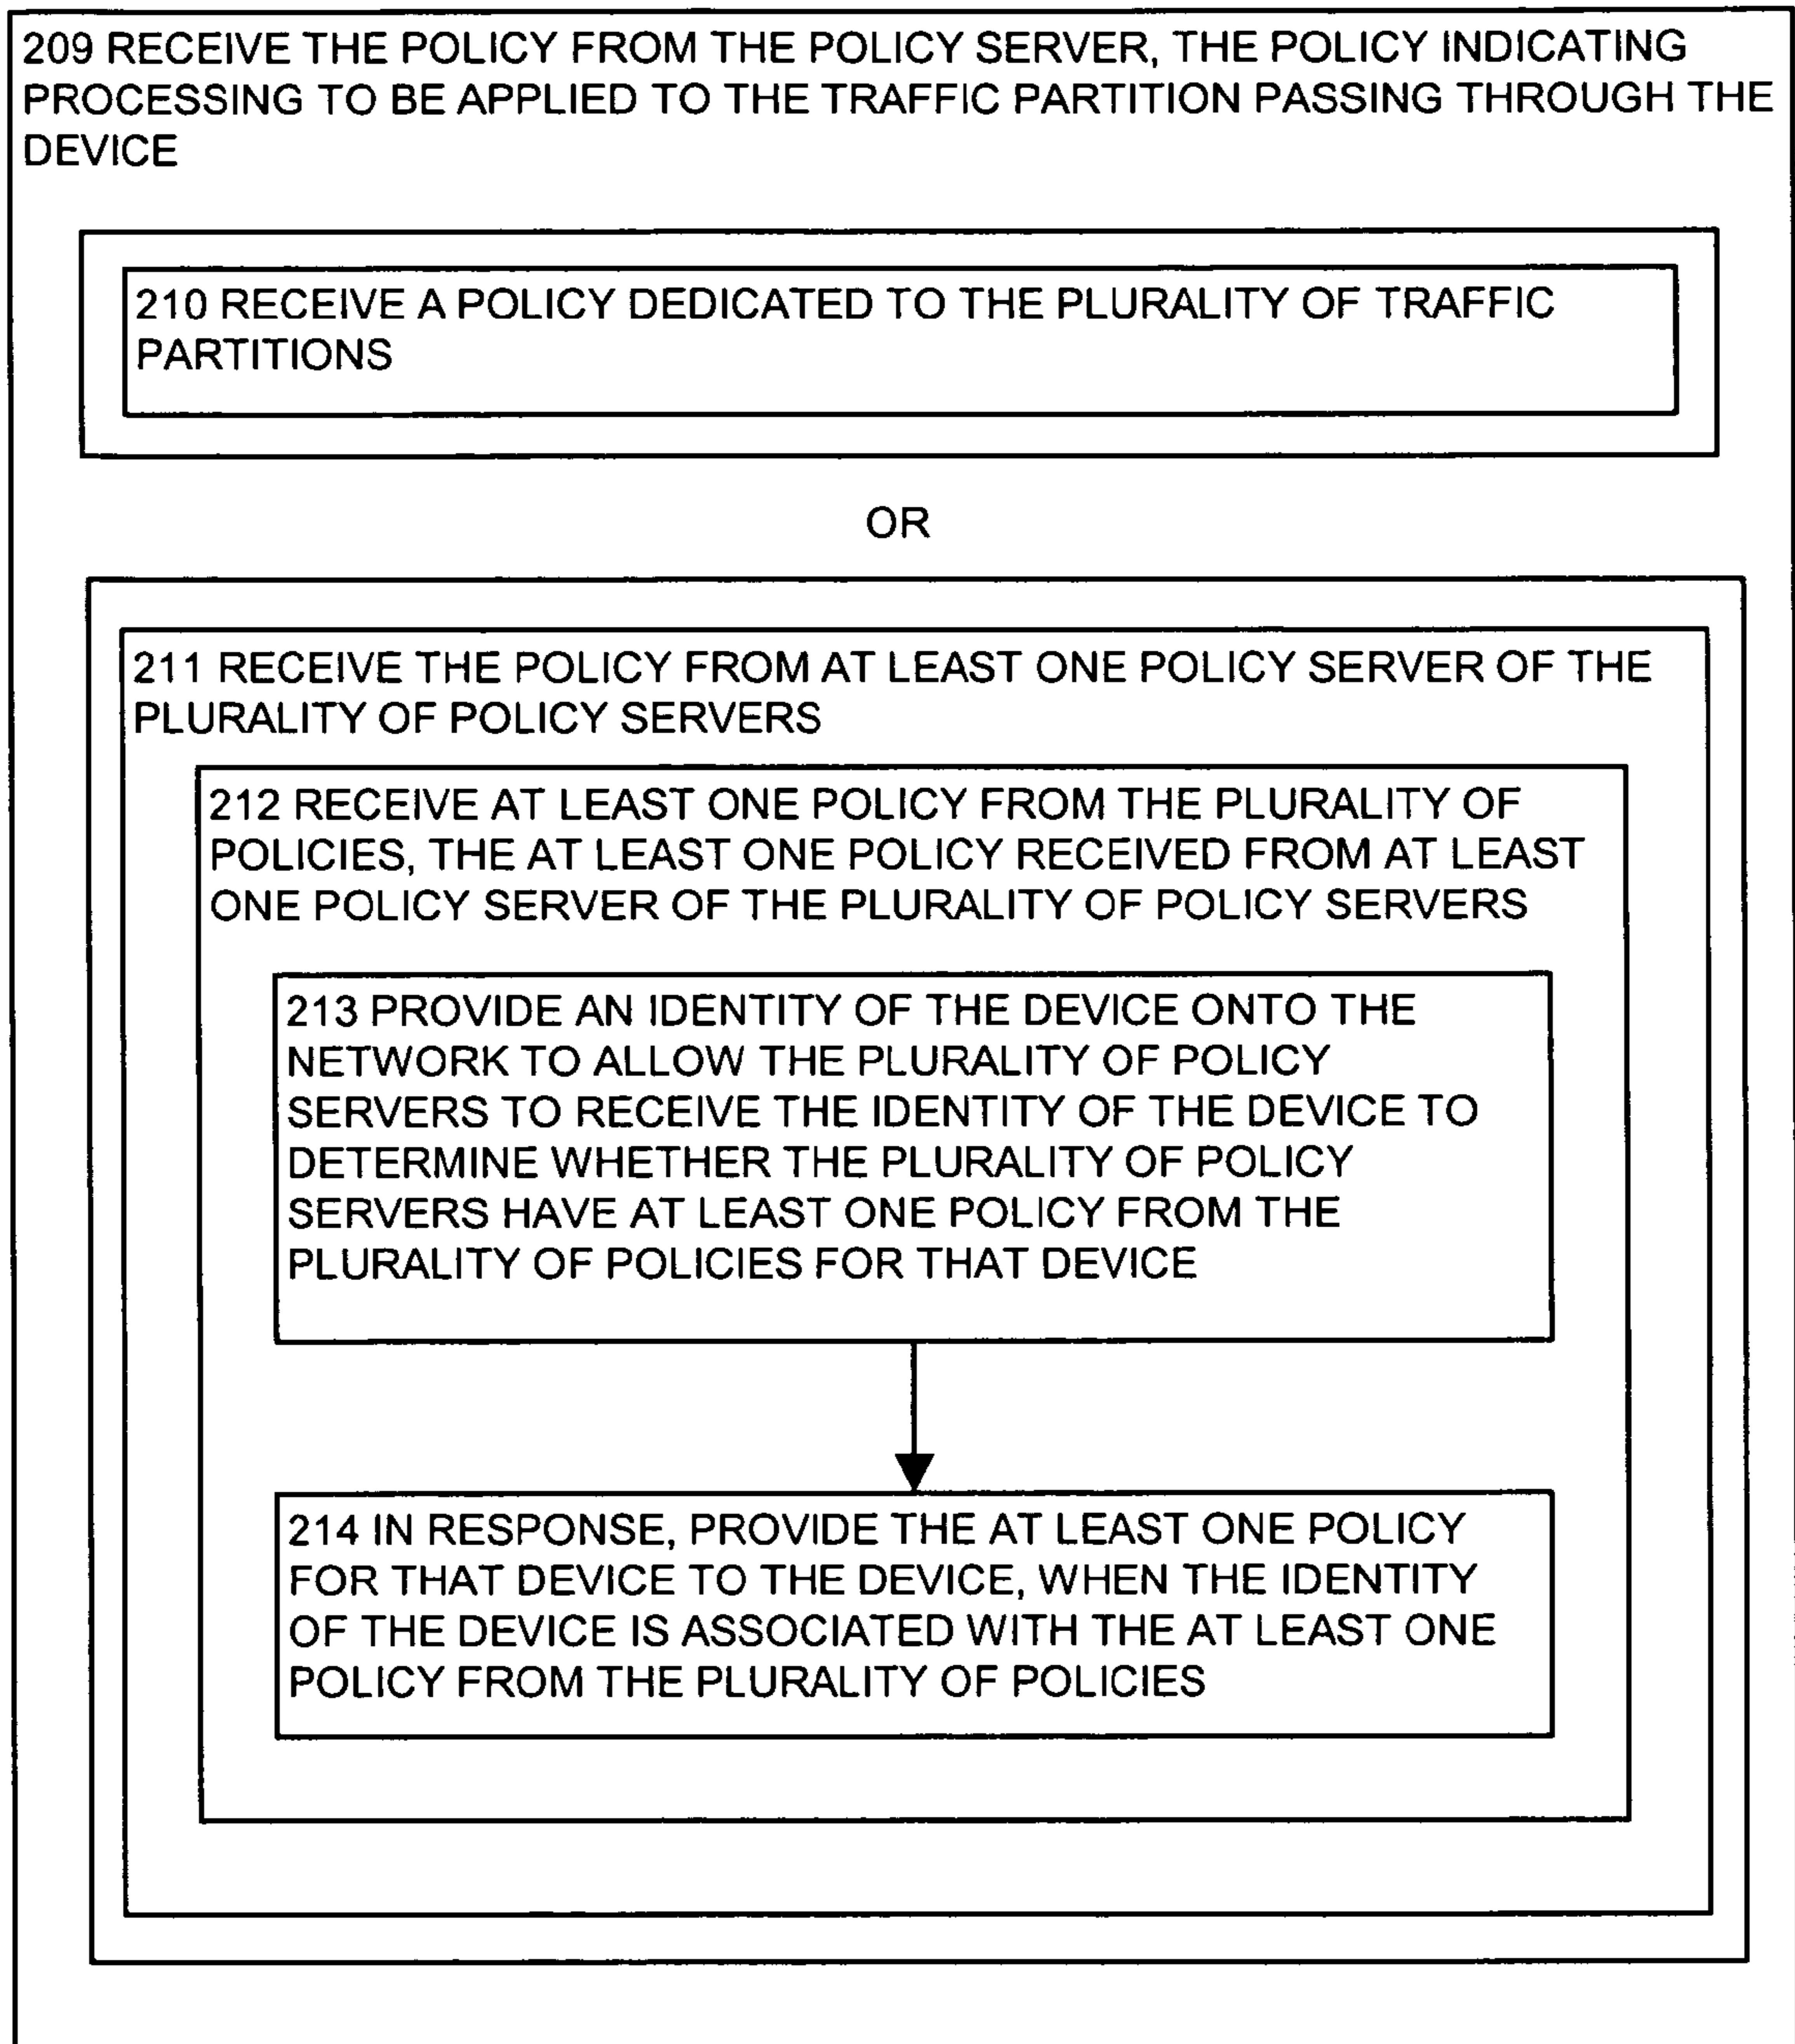 209 RECEIVE THE POLICY FROM THE POLICY SERVER, THE POLICY INDICATING
PROCESSING TO BE APPLIED TO THE TRAFFIC PARTITION PASSING THROUGH THE
DEVICE
210 RECEIVE A POLICY DEDICATED TO THE PLURALITY OF TRAFFIC
PARTITIONS
OR
211 RECEIVE THE POLICY FROM AT LEAST ONE POLICY SERVER OF THE
PLURALITY OF POLICY SERVERS
212 RECEIVE AT LEAST ONE POLICY FROM THE PLURALITY OF
POLICIES, THE AT LEAST ONE POLICY RECEIVED FROM AT LEAST
ONE POLICY SERVER OF THE PLURALITY OF POLICY SERVERS
213 PROVIDE AN IDENTITY OF THE DEVICE ONTO THE
NETWORK TO ALLOW THE PLURALITY OF POLICY
SERVERS TO RECEIVE THE IDENTITY OF THE DEVICE TO
DETERMINE WHETHER THE PLURALITY OF POLICY
SERVERS HAVE AT LEAST ONE POLICY FROM THE
PLURALITY OF POLICIES FOR THAT DEVICE
214 IN RESPONSE, PROVIDE THE AT LEAST ONE POLICY
FOR THAT DEVICE TO THE DEVICE, WHEN THE IDENTITY
OF THE DEVICE IS ASSOCIATED WITH THE AT LEAST ONE
POLICY FROM THE PLURALITY OF POLICIES